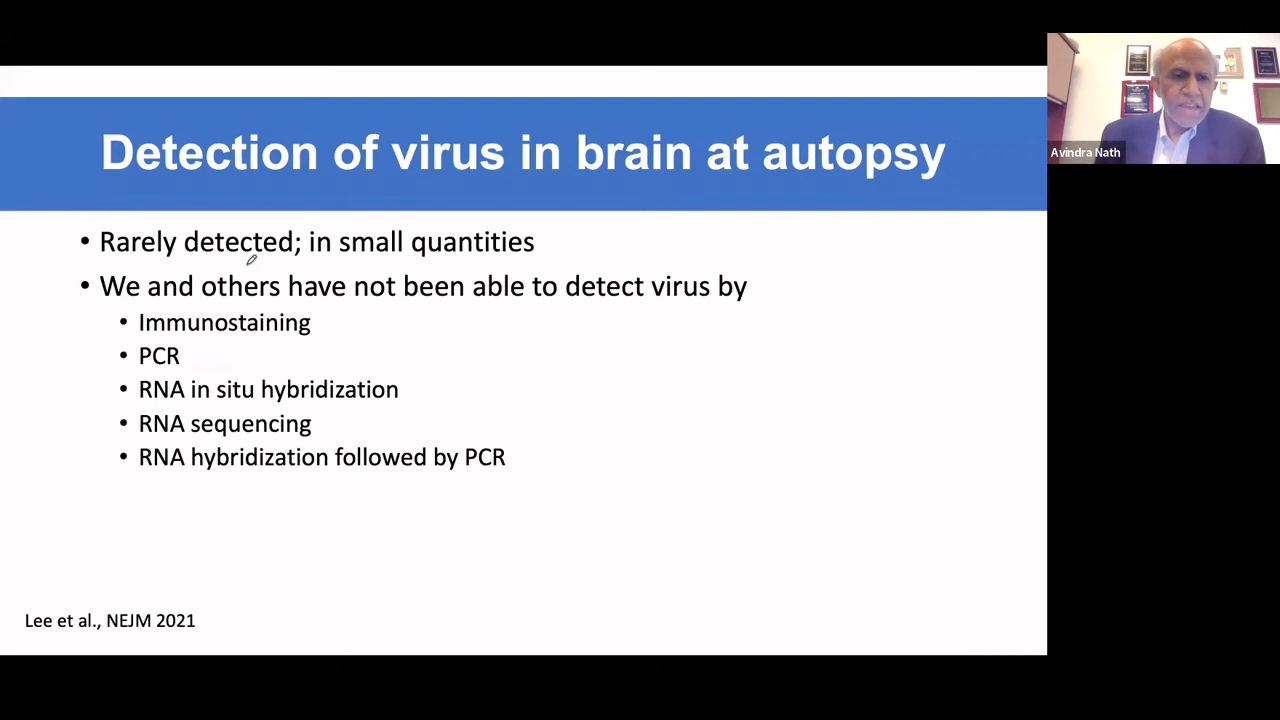 Detection of virus in brain at autopsy
• Rarely detected; in small quantities
• We and others have not been able to detect virus by
• Immunostaining
• PCR
• RNA in situ hybridization
• RNA sequencing
• RNA hybridization followed by PCR
Lee et al., NEJM 2021
Avindra Nath